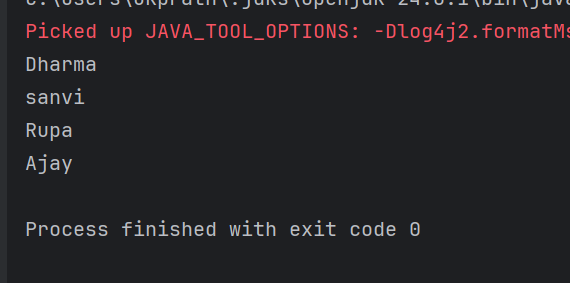 Picked up JAVA_TOOL_OPTIONS: -Dlog4j2.formatMs
Dharma
sanvi
Rupa
Ajay
Process finished with exit code 0